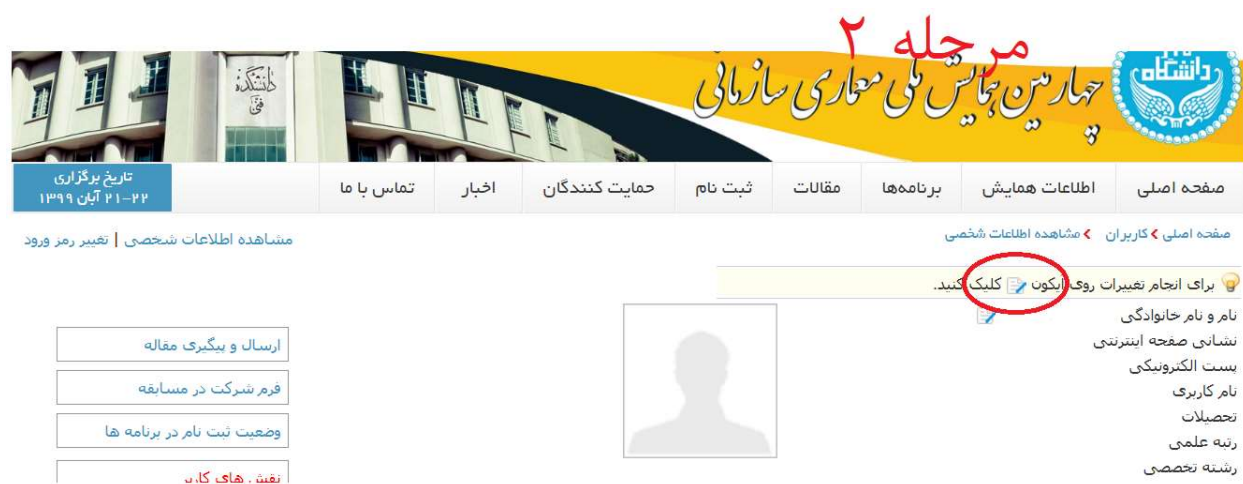 مرحله ۲
دانشگاه
چهارمین همایش ملی معماری سازمانی
دانشکده
فنی
صفحه اصلی
اطلاعات همایش
برنامه‌ها
مقالات
ثبت نام
حمایت کنندگان
اخبار
تماس با ما
تاریخ برگزاری
۲۱-۲۲ آبان ۱۳۹۹
صفحه اصلی › کاربران › مشاهده اطلاعات شخصی
مشاهده اطلاعات شخصی | تغییر رمز ورود
برای انجام تغییرات روی آیکون کلیک کنید.
نام و نام خانوادگی
نشانی صفحه اینترنتی
پست الکترونیکی
نام کاربری
تحصیلات
رتبه علمی
رشته تخصصی
ارسال و پیگیری مقاله
فرم شرکت در مسابقه
وضعیت ثبت نام در برنامه ها
نقش های کاربر